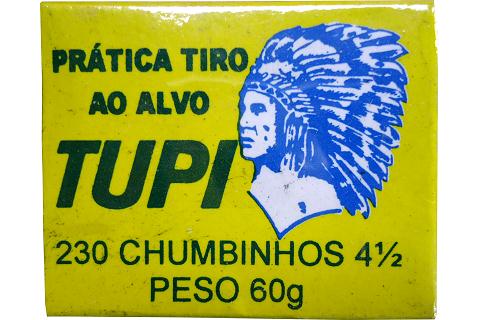 PRÁTICA TIRO
AO ALVO
TUPI
230 CHUMBINHOS 4½
PESO 60g